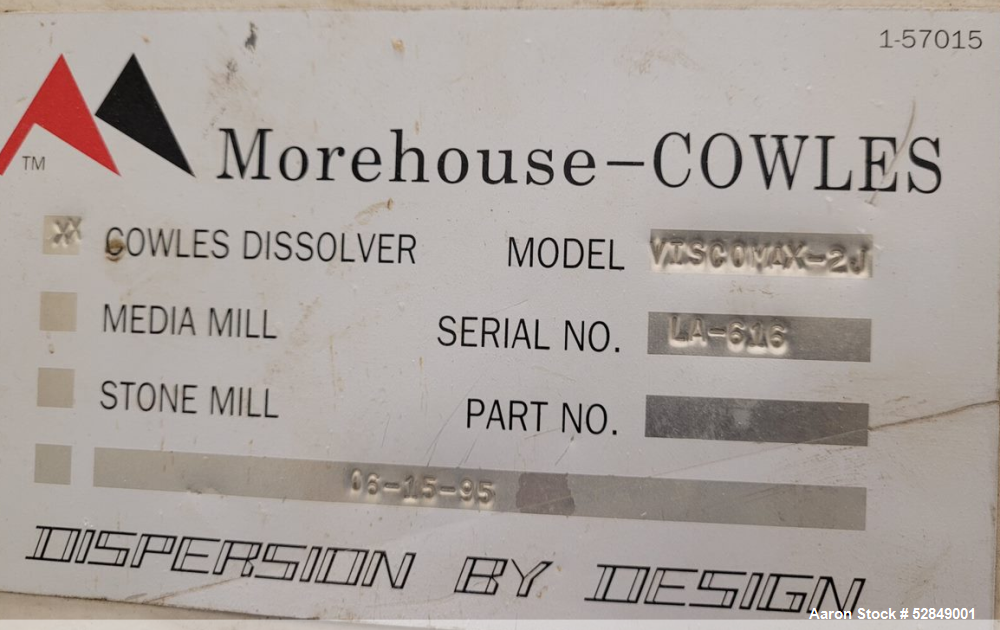 1-57015
TM
Morehouse-COWLES
XX COWLES DISSOLVER MODEL VISCOMAX-2J
MEDIA MILL SERIAL NO. LA-616
STONE MILL PART NO.
06-15-95
DISPERSION BY DESIGN
Aaron Stock # 52849001